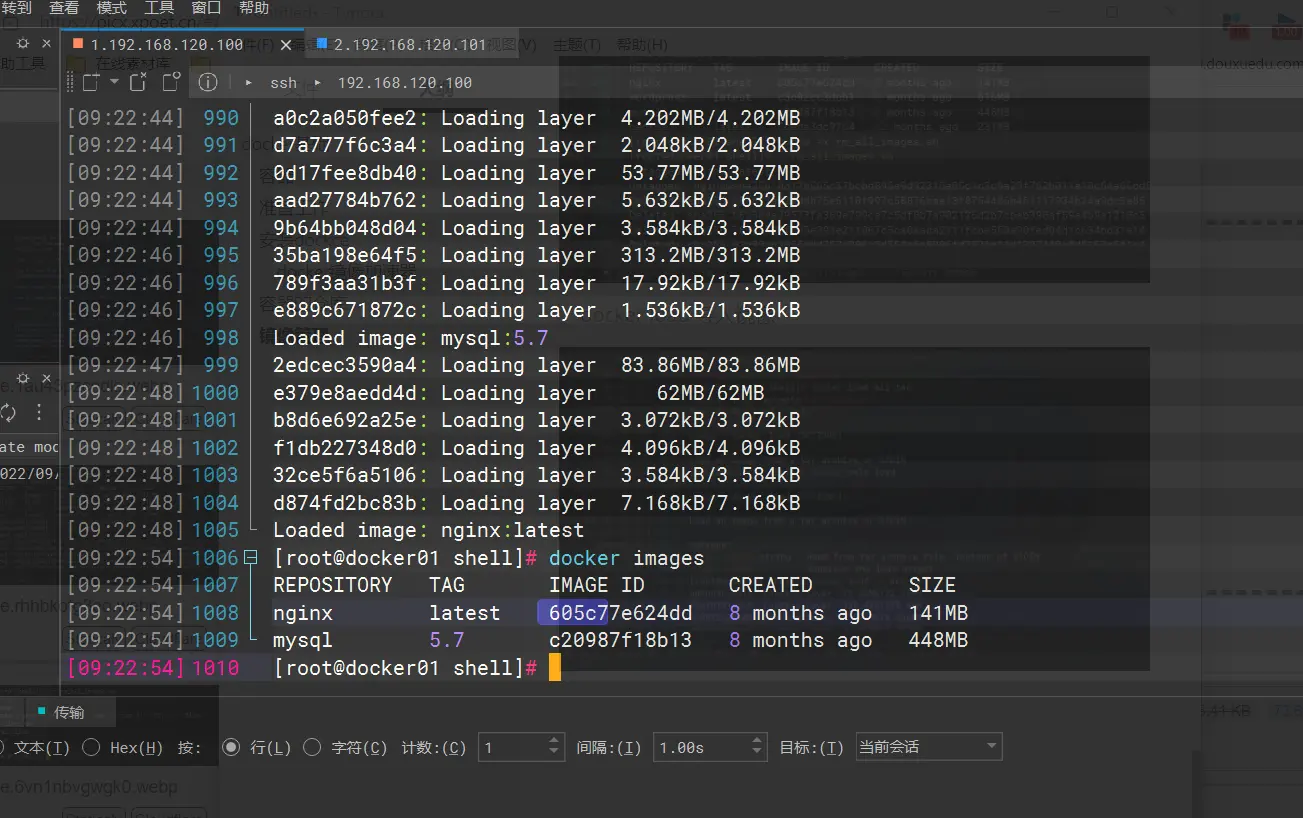 转到 查看 模式 工具 窗口 帮助
1.192.168.120.100 × 2.192.168.120.101
ssh 192.168.120.100
[09:22:44] 990 a0c2a050fee2: Loading layer 4.202MB/4.202MB
[09:22:44] 991 d7a777f6c3a4: Loading layer 2.048kB/2.048kB
[09:22:44] 992 0d17fee8db40: Loading layer 53.77MB/53.77MB
[09:22:44] 993 aad27784b762: Loading layer 5.632kB/5.632kB
[09:22:44] 994 9b64bb048d04: Loading layer 3.584kB/3.584kB
[09:22:46] 995 35ba198e64f5: Loading layer 313.2MB/313.2MB
[09:22:46] 996 789f3aa31b3f: Loading layer 17.92kB/17.92kB
[09:22:46] 997 e889c671872c: Loading layer 1.536kB/1.536kB
[09:22:46] 998 Loaded image: mysql:5.7
[09:22:47] 999 2edcec3590a4: Loading layer 83.86MB/83.86MB
[09:22:48] 1000 e379e8aedd4d: Loading layer 62MB/62MB
[09:22:48] 1001 b8d6e692a25e: Loading layer 3.072kB/3.072kB
[09:22:48] 1002 f1db227348d0: Loading layer 4.096kB/4.096kB
[09:22:48] 1003 32ce5f6a5106: Loading layer 3.584kB/3.584kB
[09:22:48] 1004 d874fd2bc83b: Loading layer 7.168kB/7.168kB
[09:22:48] 1005 Loaded image: nginx:latest
[09:22:54] 1006 [root@docker01 shell]# docker images
[09:22:54] 1007 REPOSITORY TAG IMAGE ID CREATED SIZE
[09:22:54] 1008 nginx latest 605c77e624dd 8 months ago 141MB
[09:22:54] 1009 mysql 5.7 c20987f18b13 8 months ago 448MB
[09:22:54] 1010 [root@docker01 shell]#
传输
文本(T) Hex(H) 按: 行(L) 字符(C) 计数:(C) 1 间隔:(I) 1.00s 目标:(T) 当前会话
e.6vn1nbvgwgk0.webp